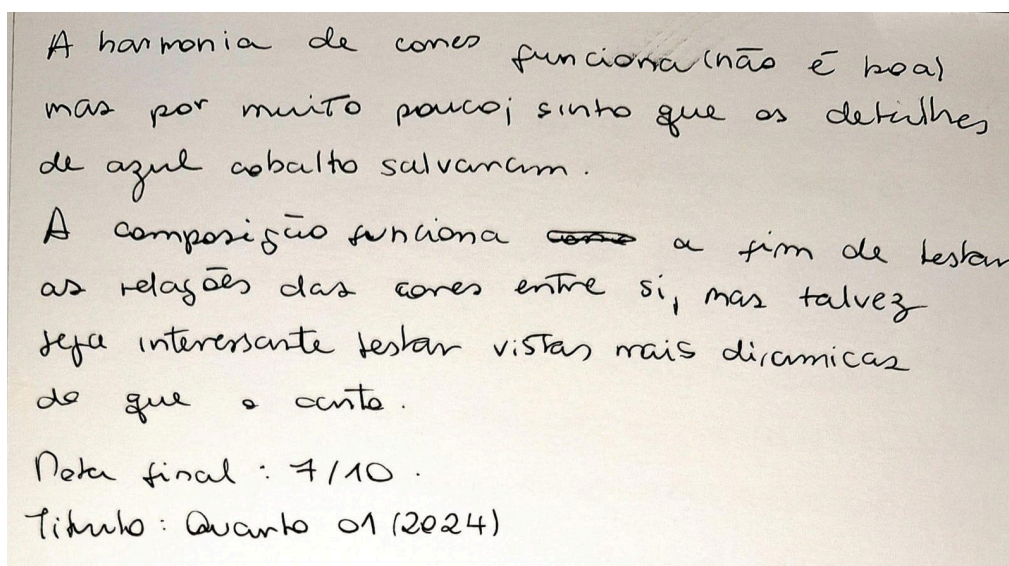 A harmonia de cores funciona (não é boa)
mas por muito pouco; sinto que os detalhes
de azul cobalto salvaram.
A composição funciona a fim de testar
as relações das cores entre si, mas talvez
seja interessante testar vistas mais dinamicas
do que o canto.
Nota final: 7/10.
Título: Quarto 01 (2024)